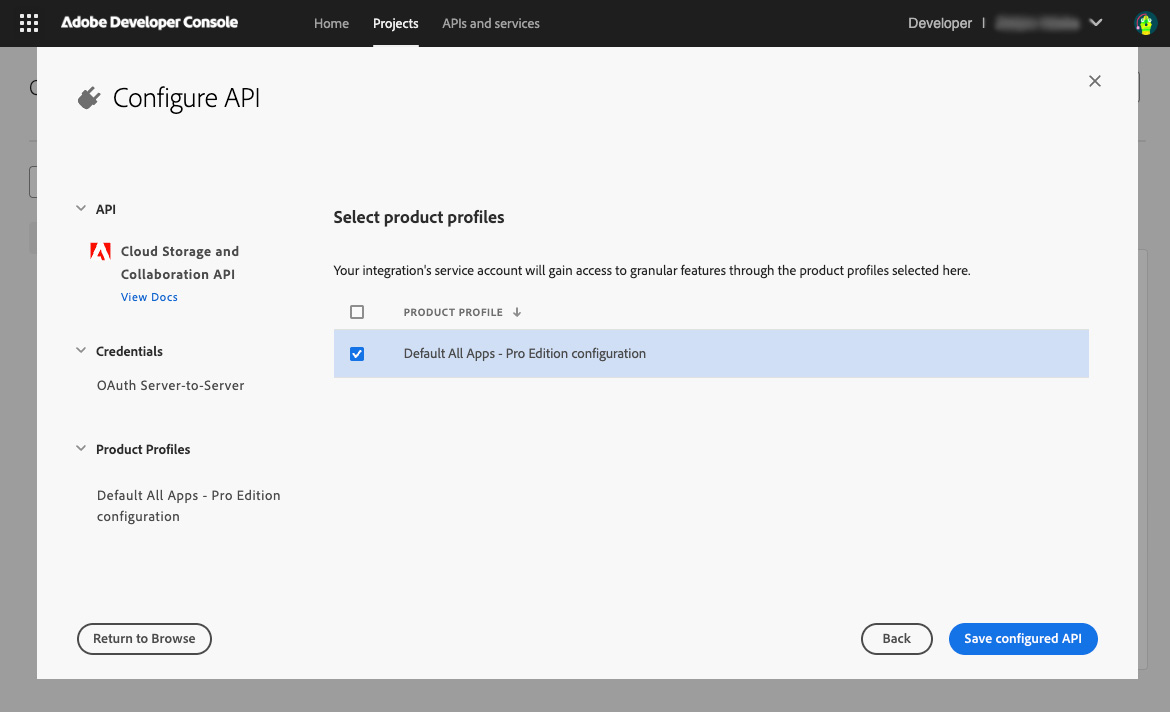 Adobe Developer Console
Home Projects APIs and services
Developer |
Configure API
API
Cloud Storage and
Collaboration API
View Docs
Credentials
OAuth Server-to-Server
Product Profiles
Default All Apps - Pro Edition
configuration
Select product profiles
Your integration's service account will gain access to granular features through the product profiles selected here.
PRODUCT PROFILE
Default All Apps - Pro Edition configuration
Return to Browse
Back
Save configured API